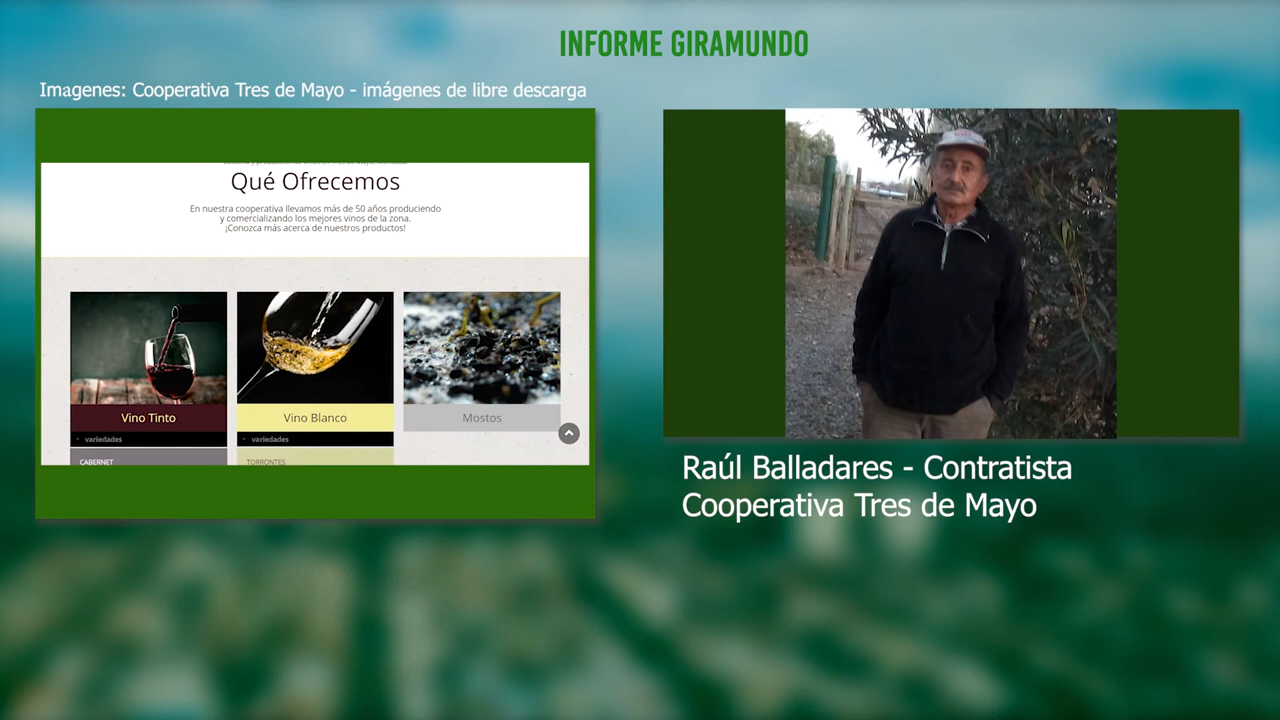 INFORME GIRAMUNDO
Imagenes: Cooperativa Tres de Mayo - imágenes de libre descarga
Qué Ofrecemos
En nuestra cooperativa llevamos más de 50 años produciendo
y comercializando los mejores vinos de la zona.
¡Conozca más acerca de nuestros productos!
Vino Tinto
Vino Blanco
Mostos
variedades
variedades
CABERNET
TORRONTES
Raúl Balladares - Contratista
Cooperativa Tres de Mayo